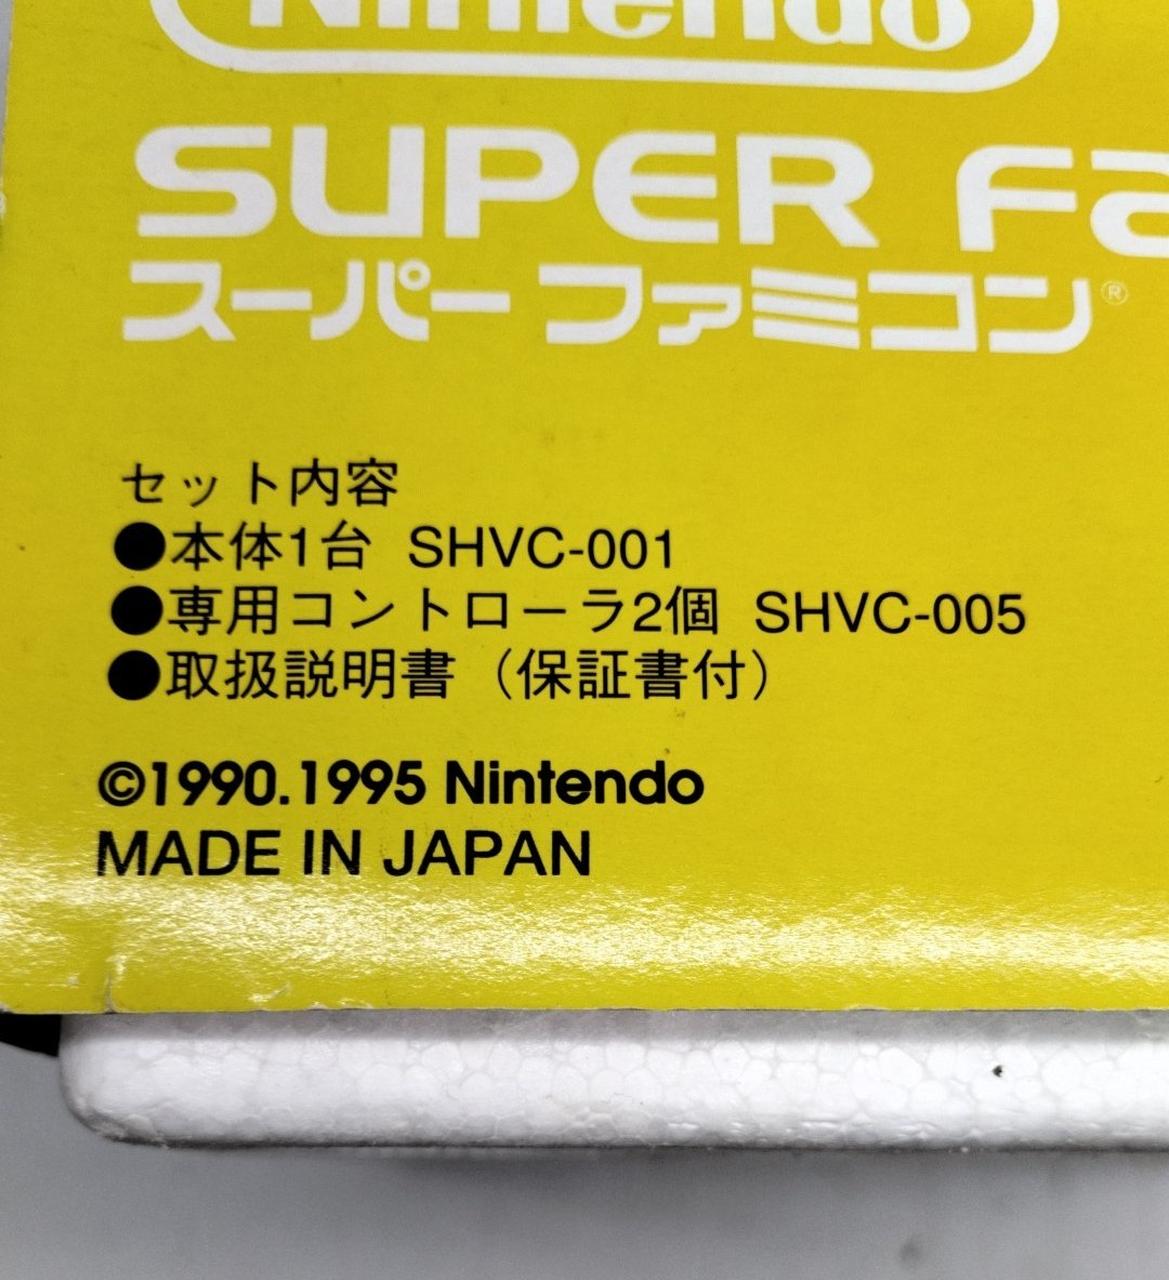 Nintendo
SUPER Fa
スーパーファミコン®
セット内容
●本体1台 SHVC-001
●専用コントローラ2個 SHVC-005
●取扱説明書（保証書付）
©1990.1995 Nintendo
MADE IN JAPAN